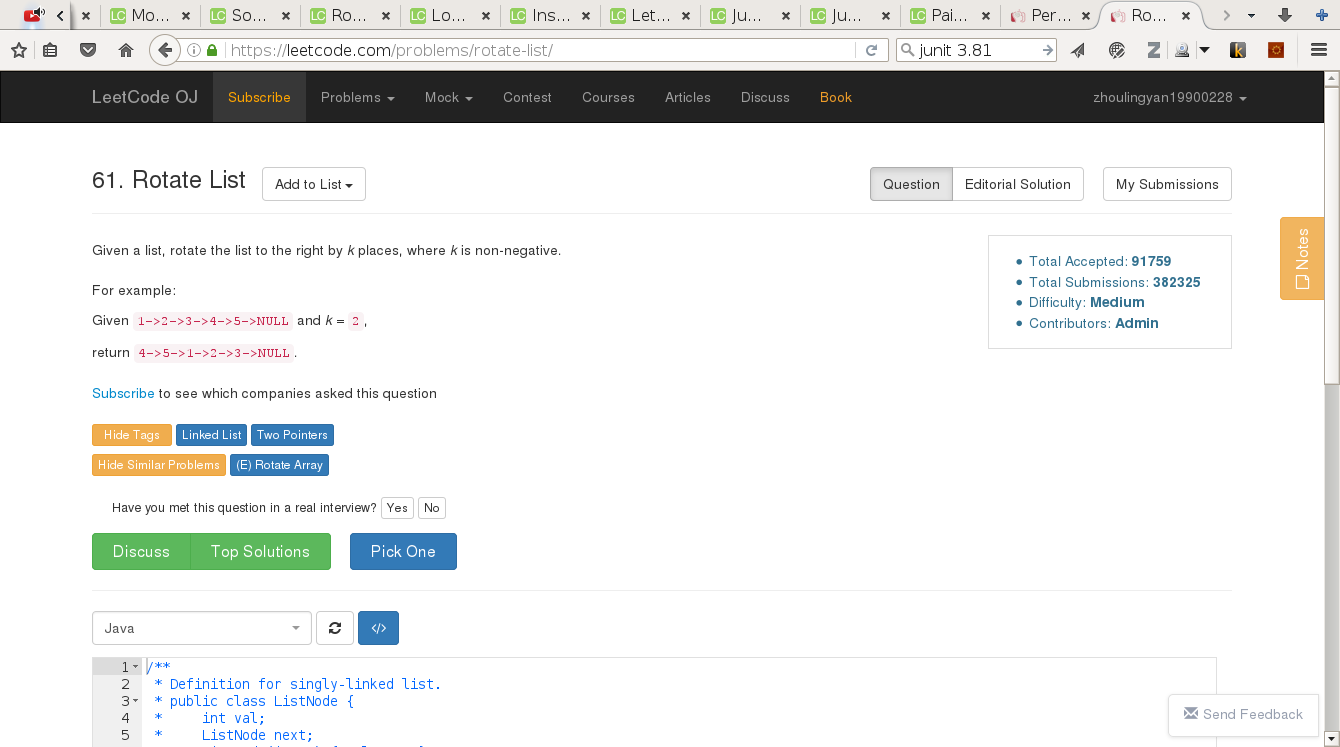 Mo... So... Ro... Lo... Ins... Let... Ju... Ju... Pai... Per... Ro...
https://leetcode.com/problems/rotate-list/ junit 3.81
LeetCode OJ Subscribe Problems Mock Contest Courses Articles Discuss Book zhoulingyan19900228
61. Rotate List Add to List Question Editorial Solution My Submissions
Notes
Given a list, rotate the list to the right by k places, where k is non-negative.
Total Accepted: 91759
Total Submissions: 382325
Difficulty: Medium
Contributors: Admin
For example:
Given 1->2->3->4->5->NULL and k = 2,
return 4->5->1->2->3->NULL.
Subscribe to see which companies asked this question
Hide Tags Linked List Two Pointers
Hide Similar Problems (E) Rotate Array
Have you met this question in a real interview? Yes No
Discuss Top Solutions Pick One
Java </>
1 /**
2 * Definition for singly-linked list.
3 * public class ListNode {
4 * int val;
5 * ListNode next;
Send Feedback